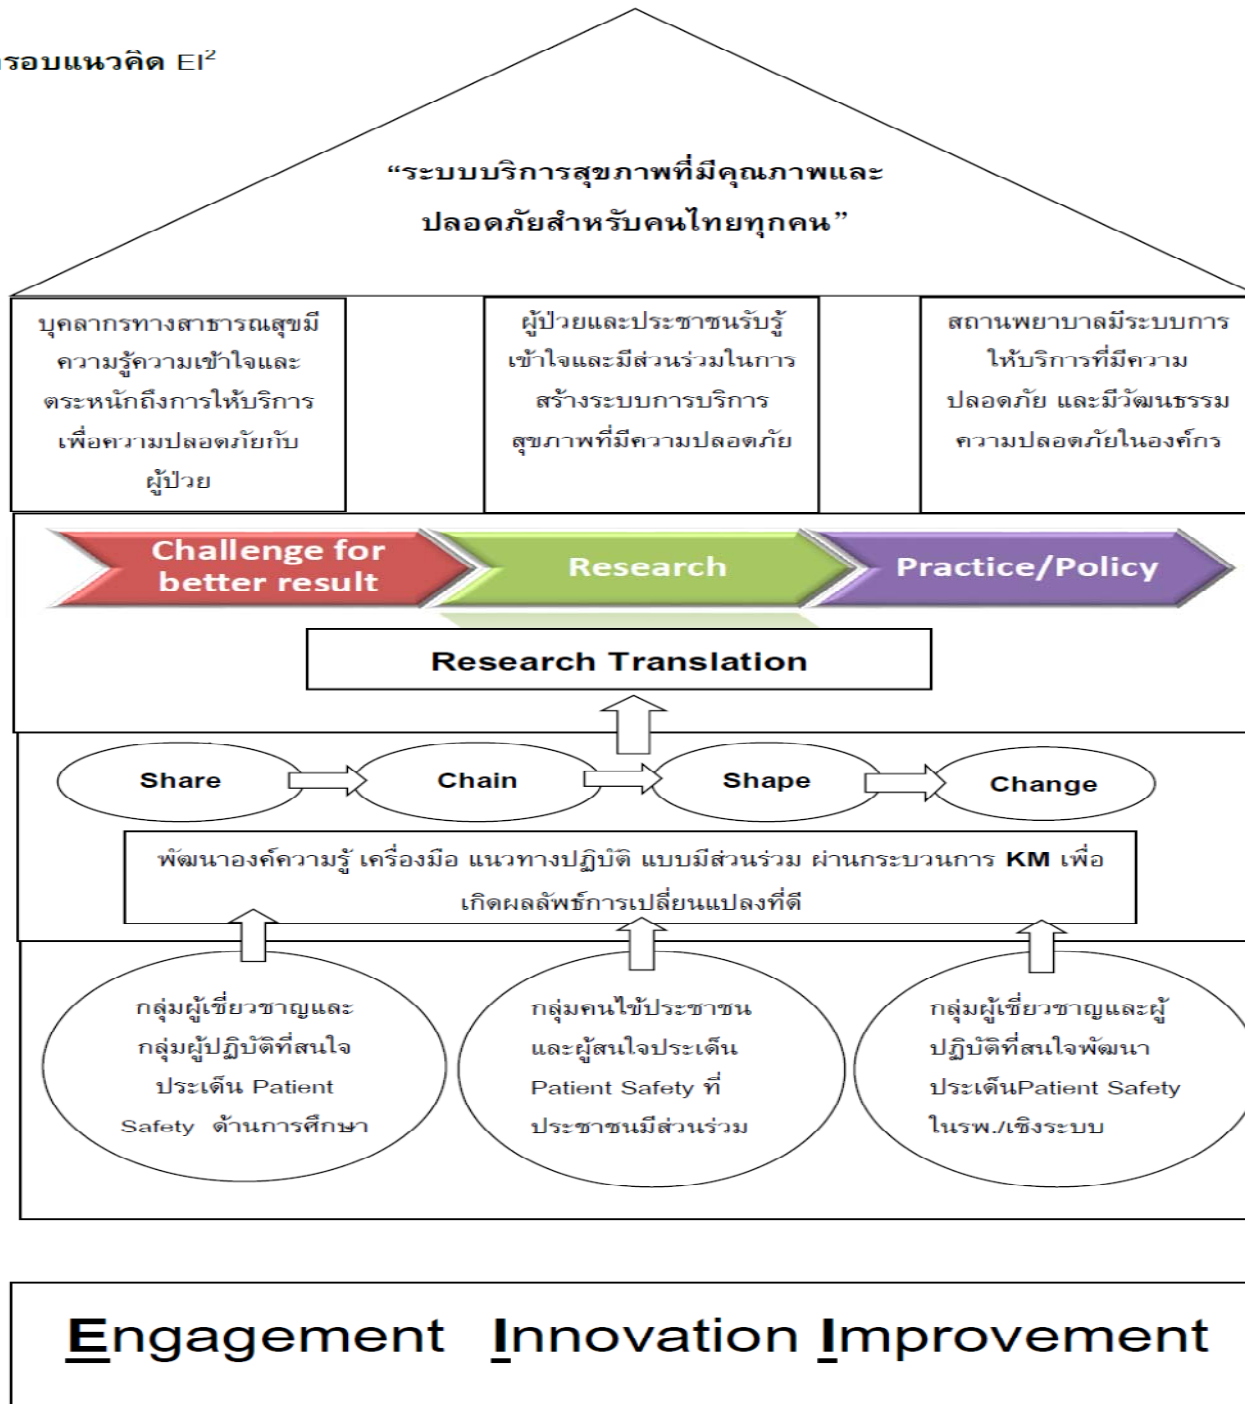 รอบแนวคิด EI²
“ระบบบริการสุขภาพที่มีคุณภาพและ
ปลอดภัยสำหรับคนไทยทุกคน”
บุคลากรทางสาธารณสุขมี
ความรู้ความเข้าใจและ
ตระหนักถึงการให้บริการ
เพื่อความปลอดภัยกับ
ผู้ป่วย
ผู้ป่วยและประชาชนรับรู้
เข้าใจและมีส่วนร่วมในการ
สร้างระบบการบริการ
สุขภาพที่มีความปลอดภัย
สถานพยาบาลมีระบบการ
ให้บริการที่มีความ
ปลอดภัย และมีวัฒนธรรม
ความปลอดภัยในองค์กร
Challenge for
better result
Research
Practice/Policy
Research Translation
Share
Chain
Shape
Change
พัฒนาองค์ความรู้ เครื่องมือ แนวทางปฏิบัติ แบบมีส่วนร่วม ผ่านกระบวนการ KM เพื่อ
เกิดผลลัพธ์การเปลี่ยนแปลงที่ดี
กลุ่มผู้เชี่ยวชาญและ
กลุ่มผู้ปฏิบัติที่สนใจ
ประเด็น Patient
Safety ด้านการศึกษา
กลุ่มคนไข้ประชาชน
และผู้สนใจประเด็น
Patient Safety ที่
ประชาชนมีส่วนร่วม
กลุ่มผู้เชี่ยวชาญและผู้
ปฏิบัติที่สนใจพัฒนา
ประเด็นPatient Safety
ในรพ./เชิงระบบ
Engagement Innovation Improvement